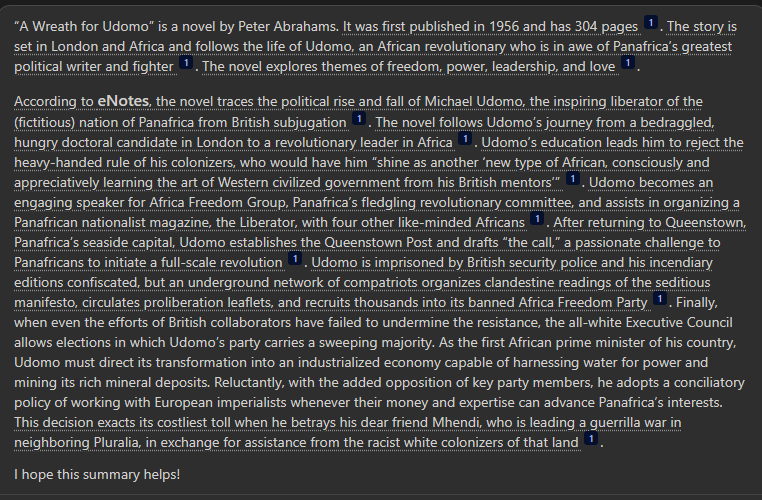 “A Wreath for Udomo” is a novel by Peter Abrahams. It was first published in 1956 and has 304 pages 1 . The story is
set in London and Africa and follows the life of Udomo, an African revolutionary who is in awe of Panafrica’s greatest
political writer and fighter 1 . The novel explores themes of freedom, power, leadership, and love 1 .
According to eNotes, the novel traces the political rise and fall of Michael Udomo, the inspiring liberator of the
(fictitious) nation of Panafrica from British subjugation 1 . The novel follows Udomo’s journey from a bedraggled,
hungry doctoral candidate in London to a revolutionary leader in Africa 1 . Udomo’s education leads him to reject the
heavy-handed rule of his colonizers, who would have him “shine as another ‘new type of African, consciously and
appreciatively learning the art of Western civilized government from his British mentors’” 1 . Udomo becomes an
engaging speaker for Africa Freedom Group, Panafrica’s fledgling revolutionary committee, and assists in organizing a
Panafrican nationalist magazine, the Liberator, with four other like-minded Africans 1 . After returning to Queenstown,
Panafrica’s seaside capital, Udomo establishes the Queenstown Post and drafts “the call,” a passionate challenge to
Panafricans to initiate a full-scale revolution 1 . Udomo is imprisoned by British security police and his incendiary
editions confiscated, but an underground network of compatriots organizes clandestine readings of the seditious
manifesto, circulates proliberation leaflets, and recruits thousands into its banned Africa Freedom Party 1 . Finally,
when even the efforts of British collaborators have failed to undermine the resistance, the all-white Executive Council
allows elections in which Udomo’s party carries a sweeping majority. As the first African prime minister of his country,
Udomo must direct its transformation into an industrialized economy capable of harnessing water for power and
mining its rich mineral deposits. Reluctantly, with the added opposition of key party members, he adopts a conciliatory
policy of working with European imperialists whenever their money and expertise can advance Panafrica’s interests.
This decision exacts its costliest toll when he betrays his dear friend Mhendi, who is leading a guerrilla war in
neighboring Pluralia, in exchange for assistance from the racist white colonizers of that land 1 .
I hope this summary helps!